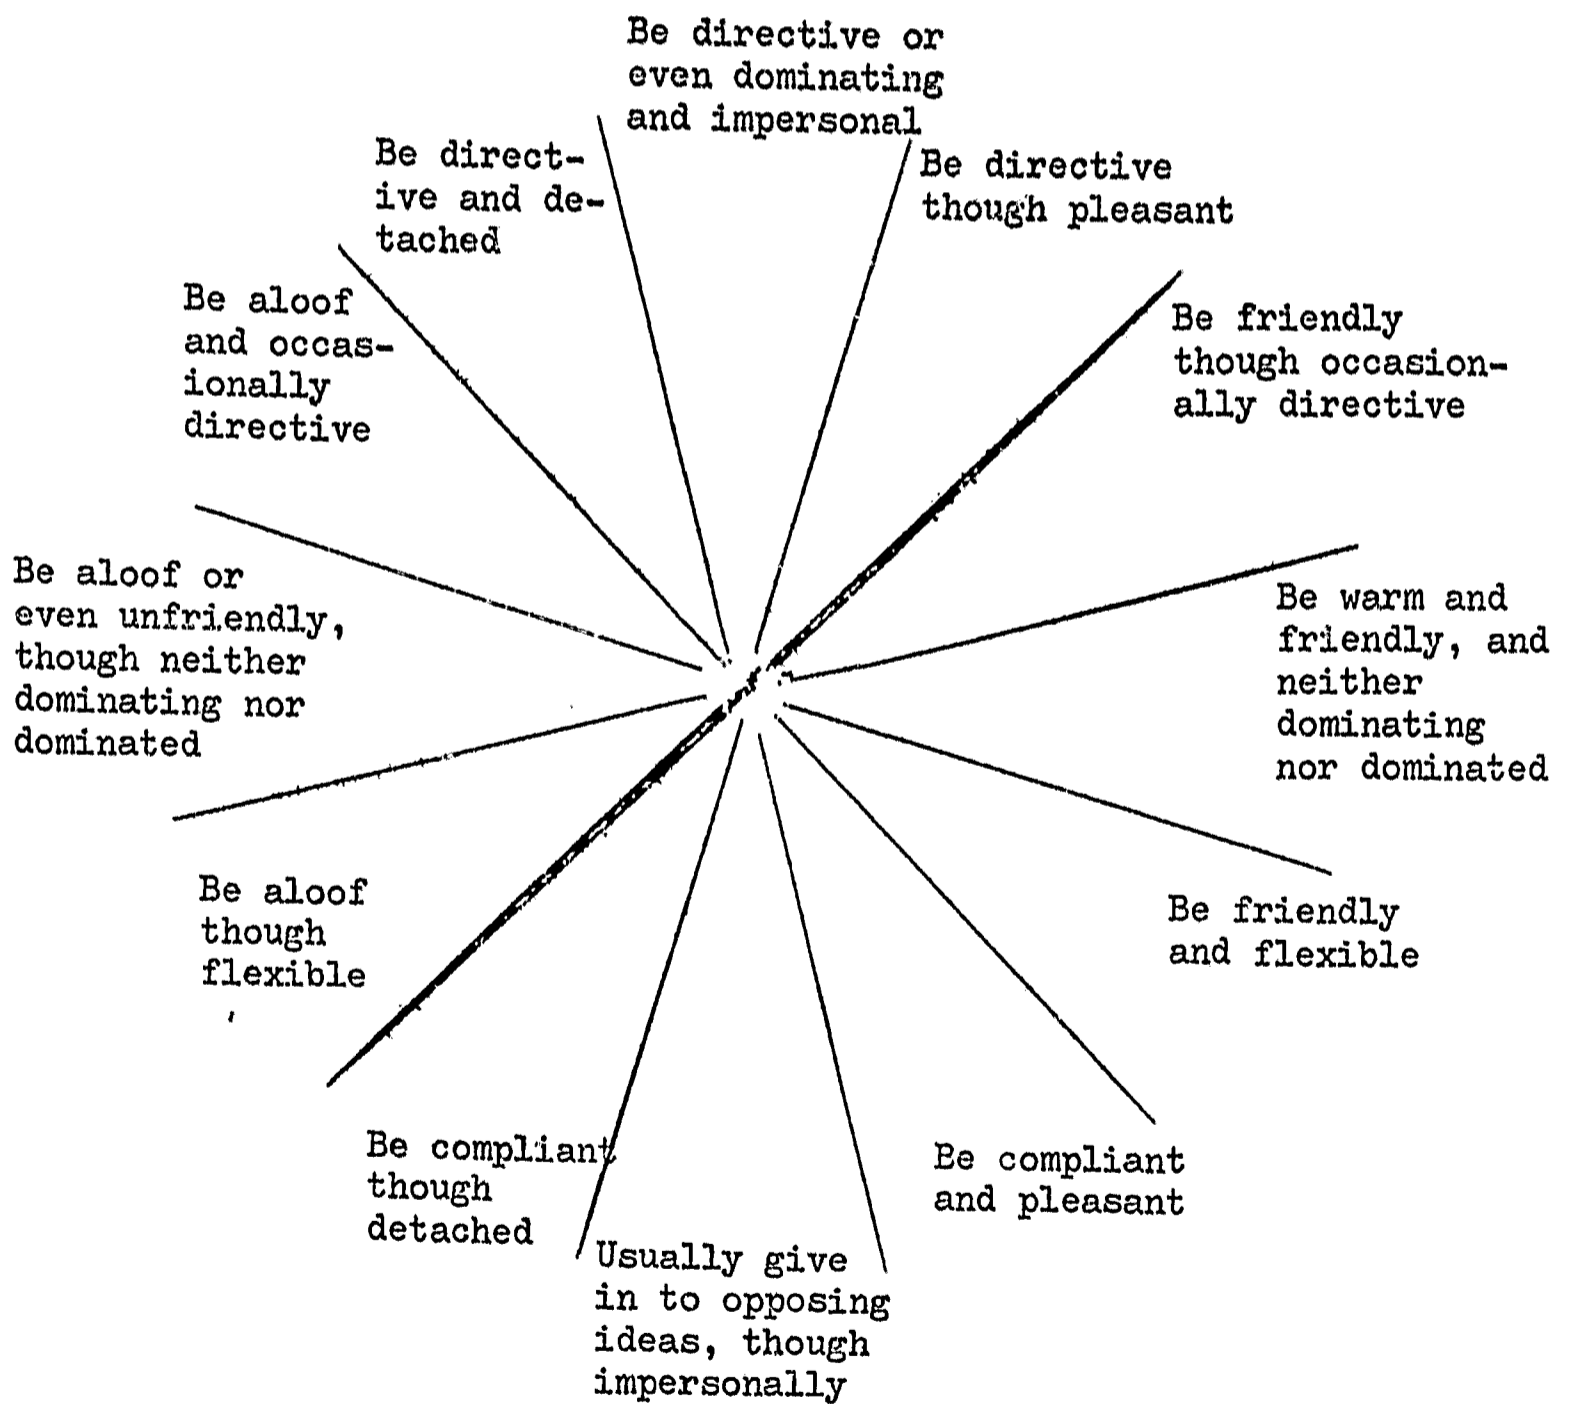 Be directive or
even dominating
and impersonal
Be directive
though pleasant
Be friendly
though occasion-
ally directive
Be warm and
friendly, and
neither
dominating
nor dominated
Be friendly
and flexible
Be compliant
and pleasant
Usually give
in to opposing
ideas, though
impersonally
Be compliant
though
detached
Be aloof
though
flexible
Be aloof or
even unfriendly,
though neither
dominating nor
dominated
Be aloof
and occas-
ionally
directive
Be direct-
ive and de-
tached